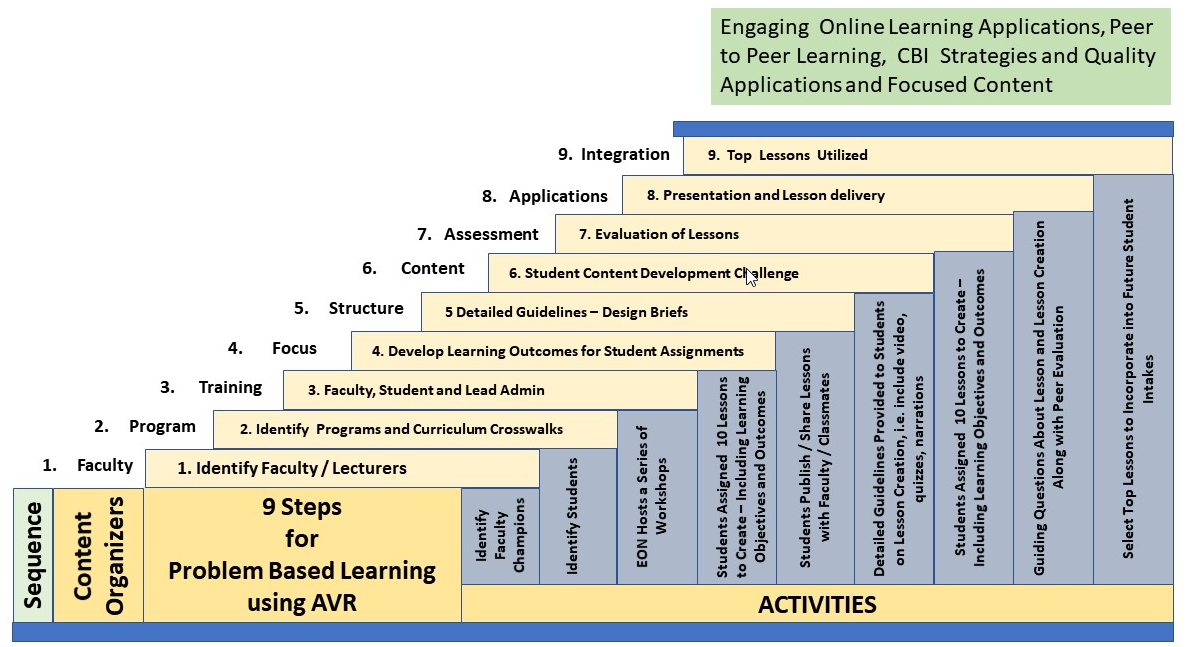 Engaging Online Learning Applications, Peer
to Peer Learning, CBI Strategies and Quality
Applications and Focused Content
9. Integration
9. Top Lessons Utilized
8. Applications
8. Presentation and Lesson delivery
7. Assessment
7. Evaluation of Lessons
6. Content
6. Student Content Development Challenge
5. Structure
5 Detailed Guidelines – Design Briefs
4. Focus
4. Develop Learning Outcomes for Student Assignments
3. Training
3. Faculty, Student and Lead Admin
2. Program
2. Identify Programs and Curriculum Crosswalks
1. Faculty
1. Identify Faculty / Lecturers
Sequence
Content
Organizers
9 Steps
for
Problem Based Learning
using AVR
Identify
Faculty
Champions
Identify Students
EON Hosts a Series of
Workshops
Students Assigned 10 Lessons
to Create – Including Learning
Objectives and Outcomes
Students Publish / Share Lessons
with Faculty / Classmates
Detailed Guidelines Provided to Students
on Lesson Creation, i.e. include video,
quizzes, narrations
Students Assigned 10 Lessons to Create –
Including Learning Objectives and Outcomes
Guiding Questions About Lesson and Lesson Creation
Along with Peer Evaluation
Select Top Lessons to Incorporate into Future Student
Intakes
ACTIVITIES